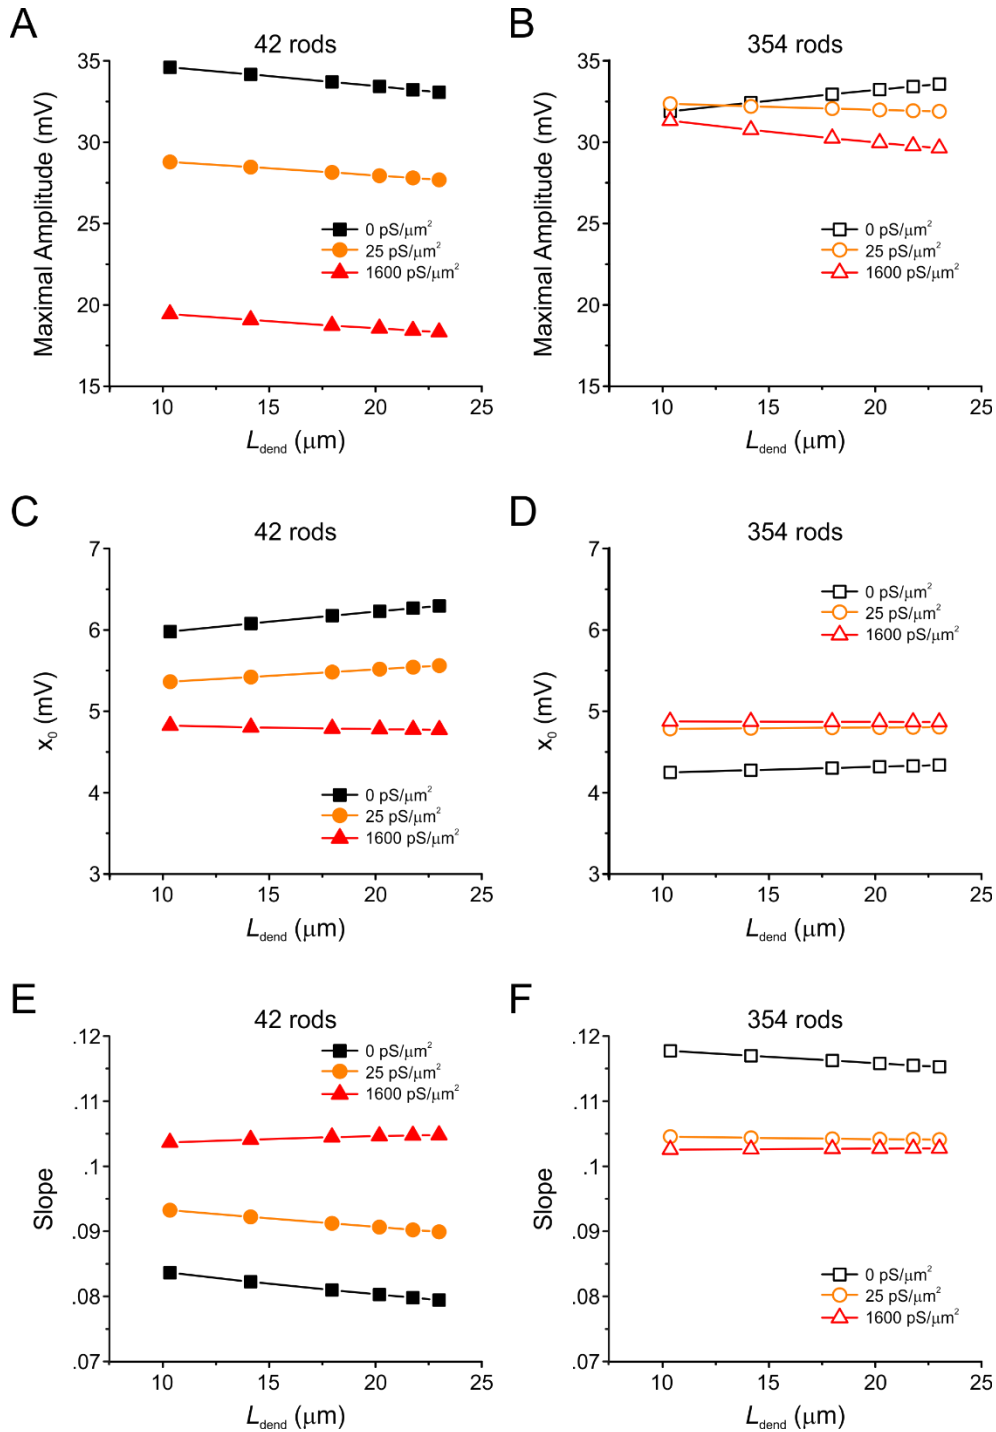 A
42 rods
35
30
25
20
15
Maximal Amplitude (mV)
0 pS/μm²
25 pS/μm²
1600 pS/μm²
10
15
20
25
L_dend (μm)
B
354 rods
35
30
25
20
15
Maximal Amplitude (mV)
0 pS/μm²
25 pS/μm²
1600 pS/μm²
10
15
20
25
L_dend (μm)
C
42 rods
7
6
5
4
3
x₀ (mV)
0 pS/μm²
25 pS/μm²
1600 pS/μm²
10
15
20
25
L_dend (μm)
D
354 rods
7
6
5
4
3
x₀ (mV)
0 pS/μm²
25 pS/μm²
1600 pS/μm²
10
15
20
25
L_dend (μm)
E
42 rods
.12
.11
.1
.09
.08
.07
Slope
0 pS/μm²
25 pS/μm²
1600 pS/μm²
10
15
20
25
L_dend (μm)
F
354 rods
.12
.11
.1
.09
.08
.07
Slope
0 pS/μm²
25 pS/μm²
1600 pS/μm²
10
15
20
25
L_dend (μm)